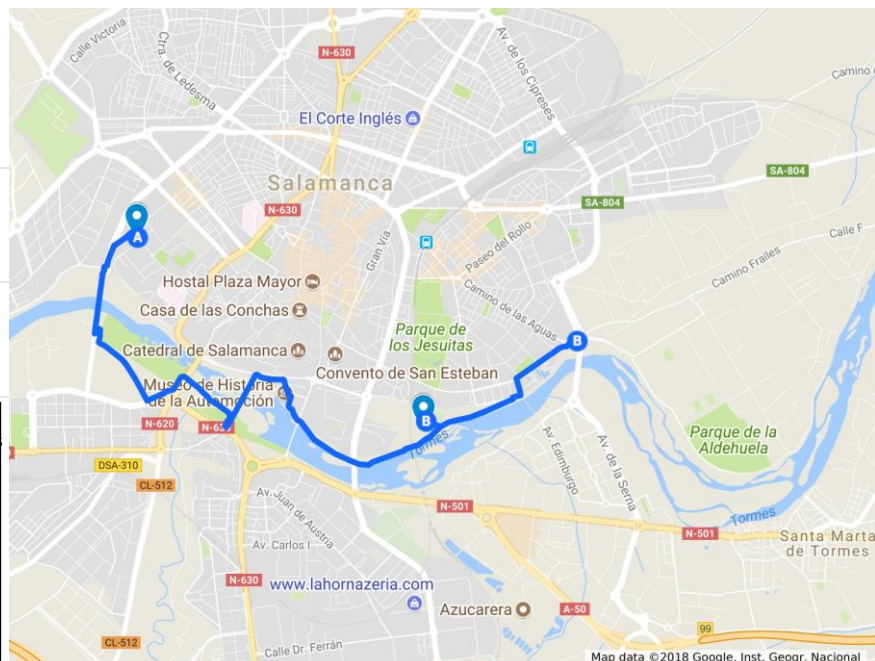 Calle Victoria
Ctra. de Ledesma
N-630
Av. de los Cipreses
Camino d
El Corte Inglés
Salamanca
SA-804
N-630
SA-804
A
Gran Vía
Paseo del Rollo
Calle F
Camino Frailes
Hostal Plaza Mayor
Camino de las Aguas
Casa de las Conchas
Parque de
los Jesuitas
B
Catedral de Salamanca
Convento de San Esteban
Museo de Historia
de la Automoción
B
N-620
Tormes
Parque de la
Aldehuela
DSA-310
CL-512
Av. Edimburgo
Av. de la Serna
Av. Juan de Austria
N-501
Tormes
N-501
Santa Marta
de Tormes
Av. Carlos I
N-630
www.lahornazeria.com
Azucarera
A-50
99
CL-512
Calle Dr. Ferrán
Map data ©2018 Google, Inst. Geogr. Nacional